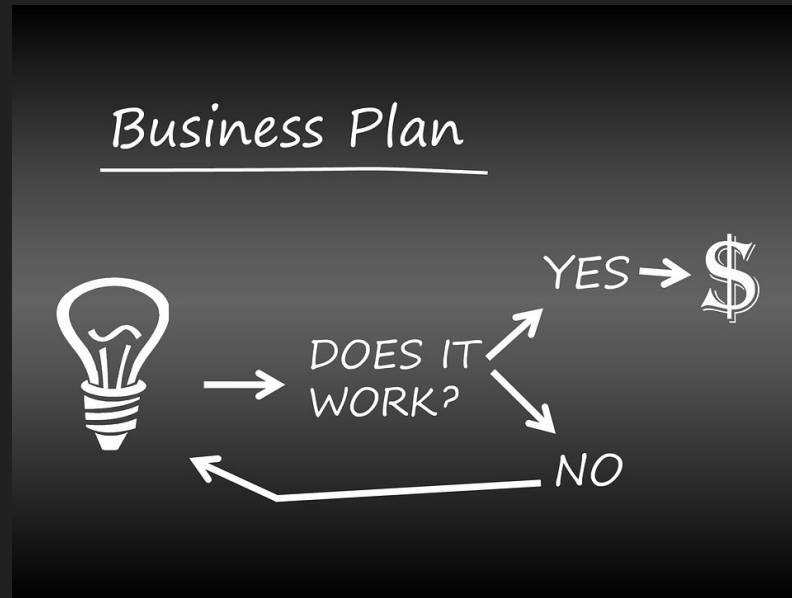 Business Plan
YES → $
DOES IT
WORK?
NO